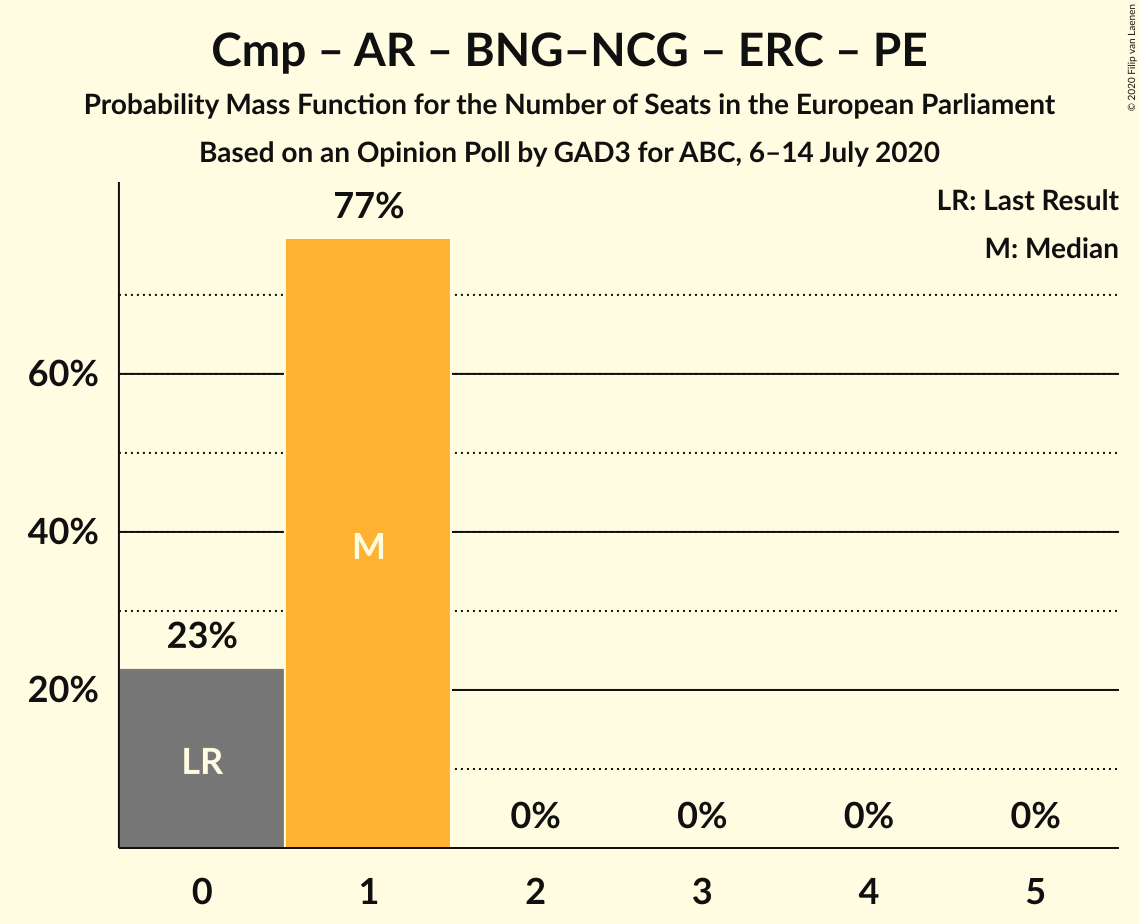 Cmp – AR – BNG–NCG – ERC – PE
Probability Mass Function for the Number of Seats in the European Parliament
Based on an Opinion Poll by GAD3 for ABC, 6–14 July 2020
© 2020 Filip van Laenen
LR: Last Result
M: Median
77%
60%
M
40%
23%
20%
LR
0% 0% 0% 0%
0 1 2 3 4 5